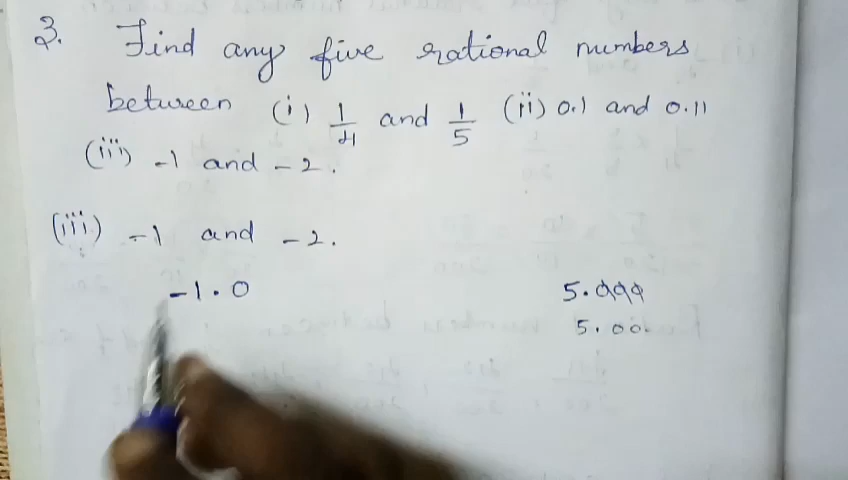 3. Find any five rational numbers
between (i) 1/4 and 1/5 (ii) 0.1 and 0.11
(iii) -1 and -2.
(iii) -1 and -2.
-1.0 5.999
5.00